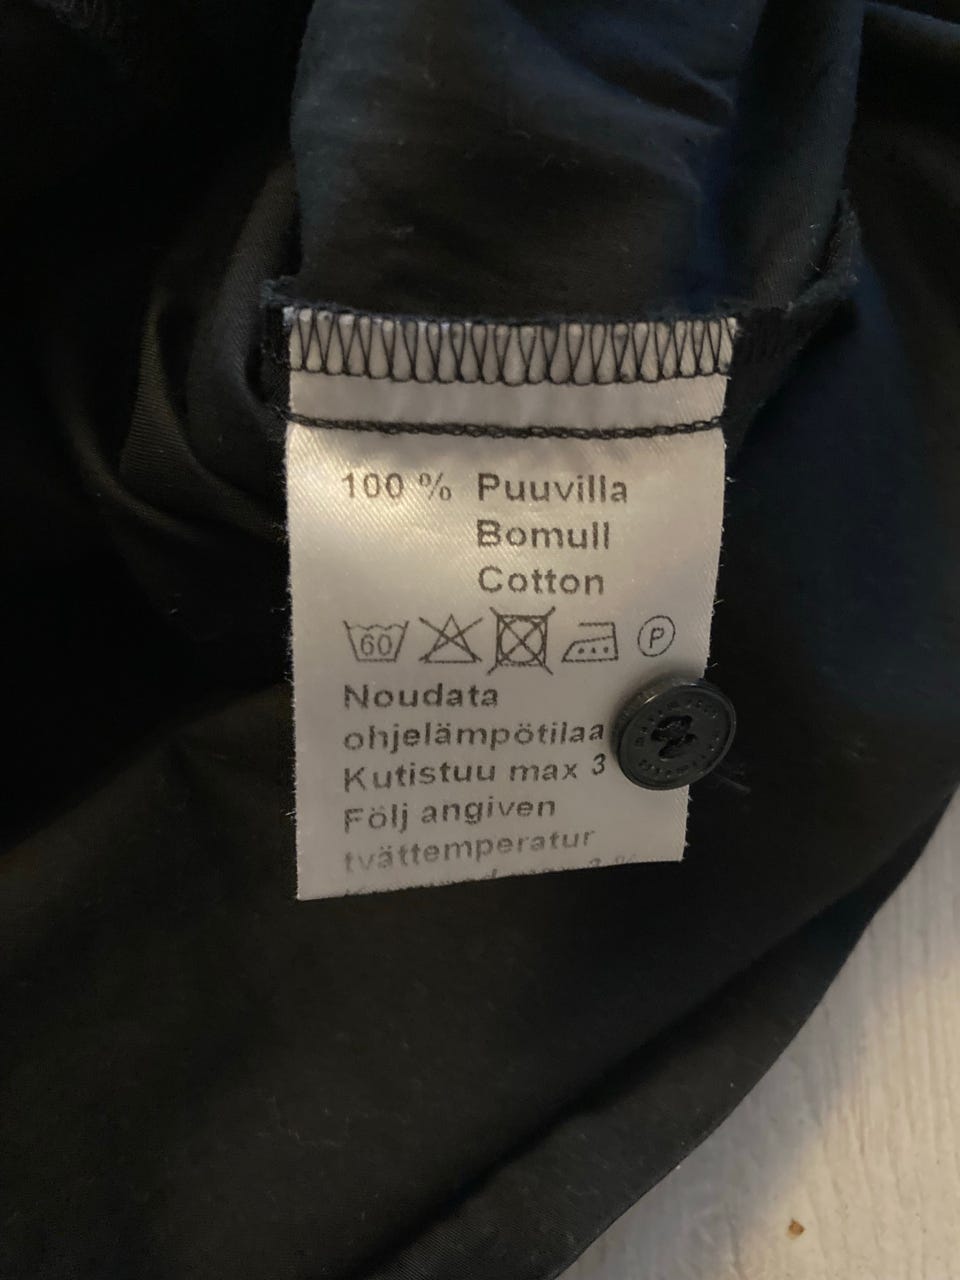 100 % Puuvilla
Bomull
Cotton
60 P
Noudata
ohjelämpötilaa
Kutistuu max 3
Följ angiven
tvättemperatur